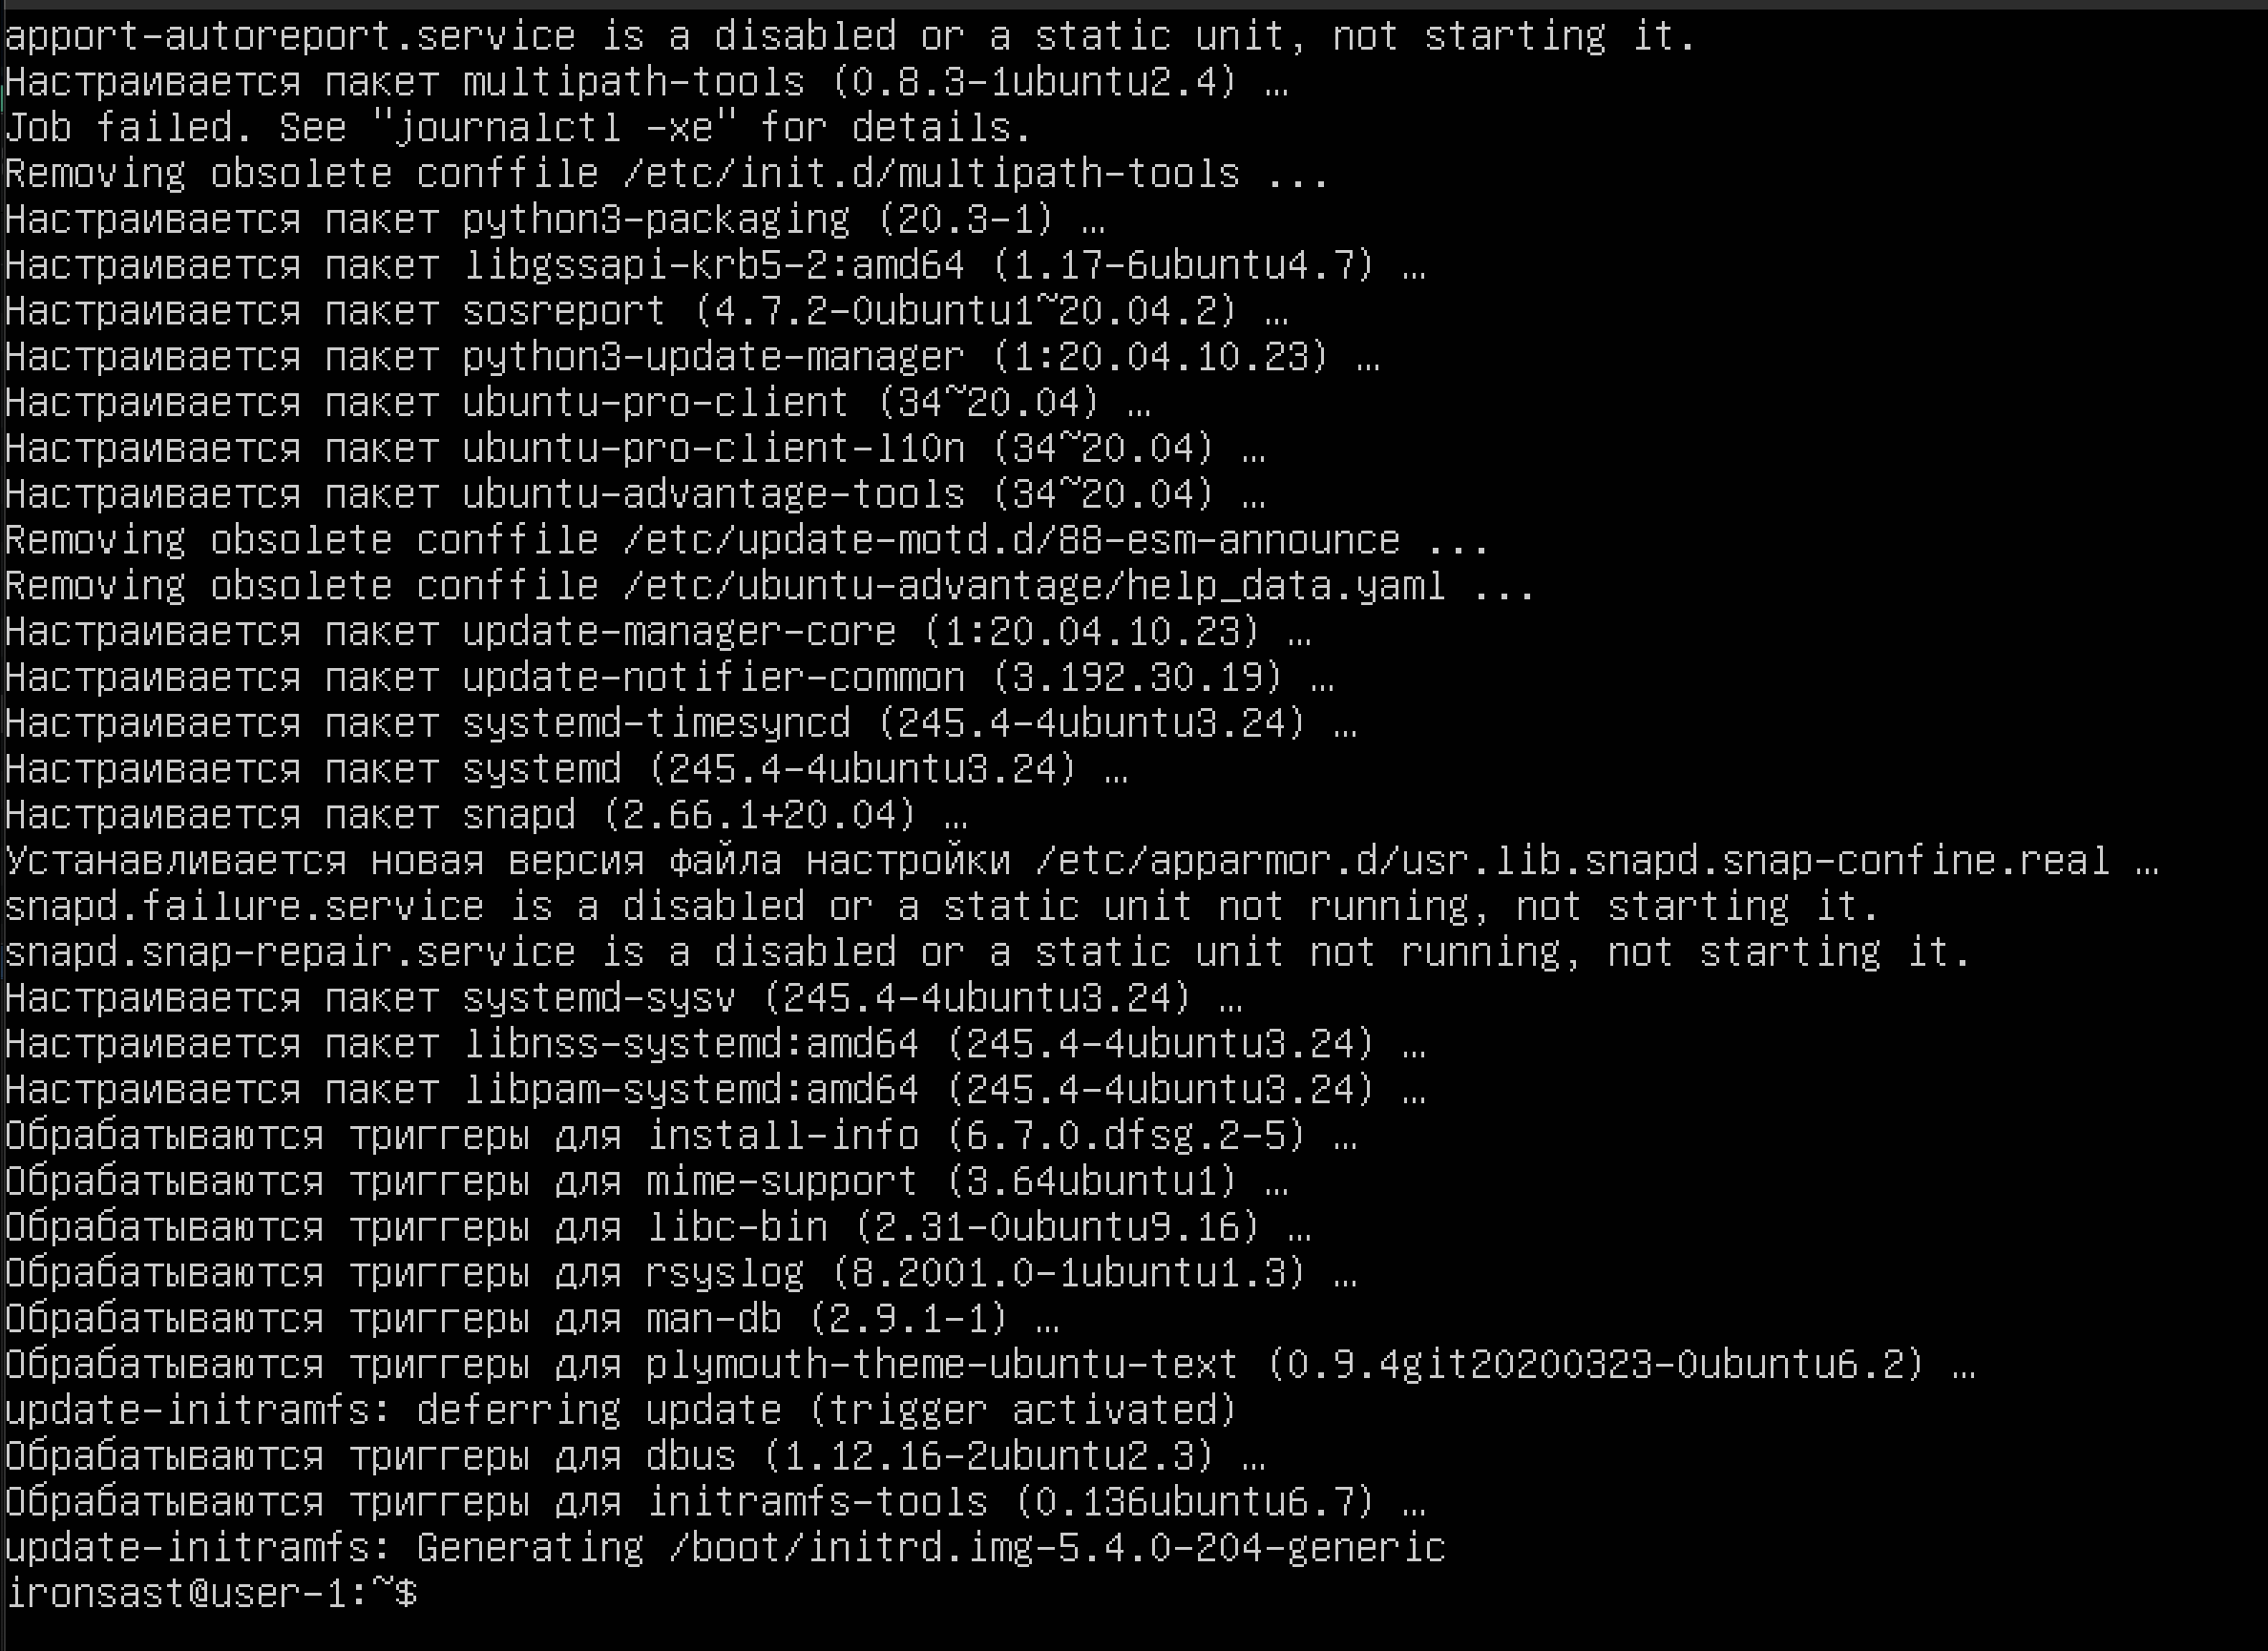 apport-autoreport.service is a disabled or a static unit, not starting it.
Настраивается пакет multipath-tools (0.8.3-1ubuntu2.4) …
Job failed. See "journalctl -xe" for details.
Removing obsolete conffile /etc/init.d/multipath-tools ...
Настраивается пакет python3-packaging (20.3-1) …
Настраивается пакет libgssapi-krb5-2:amd64 (1.17-6ubuntu4.7) …
Настраивается пакет sosreport (4.7.2-0ubuntu1~20.04.2) …
Настраивается пакет python3-update-manager (1:20.04.10.23) …
Настраивается пакет ubuntu-pro-client (34~20.04) …
Настраивается пакет ubuntu-pro-client-l10n (34~20.04) …
Настраивается пакет ubuntu-advantage-tools (34~20.04) …
Removing obsolete conffile /etc/update-motd.d/88-esm-announce ...
Removing obsolete conffile /etc/ubuntu-advantage/help_data.yaml ...
Настраивается пакет update-manager-core (1:20.04.10.23) …
Настраивается пакет update-notifier-common (3.192.30.19) …
Настраивается пакет systemd-timesyncd (245.4-4ubuntu3.24) …
Настраивается пакет systemd (245.4-4ubuntu3.24) …
Настраивается пакет snapd (2.66.1+20.04) …
Устанавливается новая версия файла настройки /etc/apparmor.d/usr.lib.snapd.snap-confine.real …
snapd.failure.service is a disabled or a static unit not running, not starting it.
snapd.snap-repair.service is a disabled or a static unit not running, not starting it.
Настраивается пакет systemd-sysv (245.4-4ubuntu3.24) …
Настраивается пакет libnss-systemd:amd64 (245.4-4ubuntu3.24) …
Настраивается пакет libpam-systemd:amd64 (245.4-4ubuntu3.24) …
Обрабатываются триггеры для install-info (6.7.0.dfsg.2-5) …
Обрабатываются триггеры для mime-support (3.64ubuntu1) …
Обрабатываются триггеры для libc-bin (2.31-0ubuntu9.16) …
Обрабатываются триггеры для rsyslog (8.2001.0-1ubuntu1.3) …
Обрабатываются триггеры для man-db (2.9.1-1) …
Обрабатываются триггеры для plymouth-theme-ubuntu-text (0.9.4git20200323-0ubuntu6.2) …
update-initramfs: deferring update (trigger activated)
Обрабатываются триггеры для dbus (1.12.16-2ubuntu2.3) …
Обрабатываются триггеры для initramfs-tools (0.136ubuntu6.7) …
update-initramfs: Generating /boot/initrd.img-5.4.0-204-generic
ironsast@user-1:~$